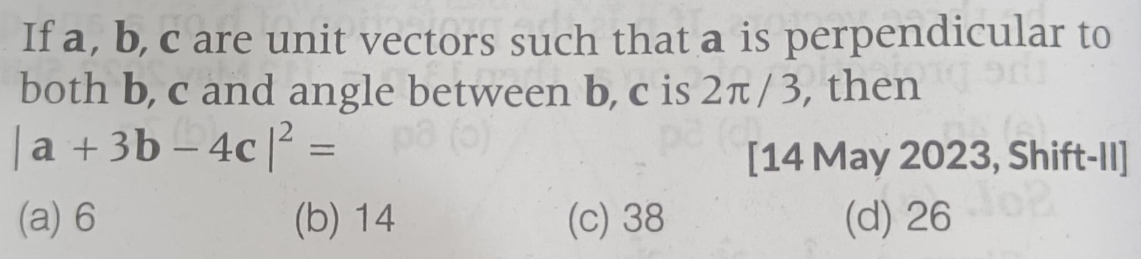 If a, b, c are unit vectors such that a is perpendicular to
both b, c and angle between b, c is 2π/3, then
|a + 3b – 4c|² =
[14 May 2023, Shift-II]
(a) 6 (b) 14 (c) 38 (d) 26